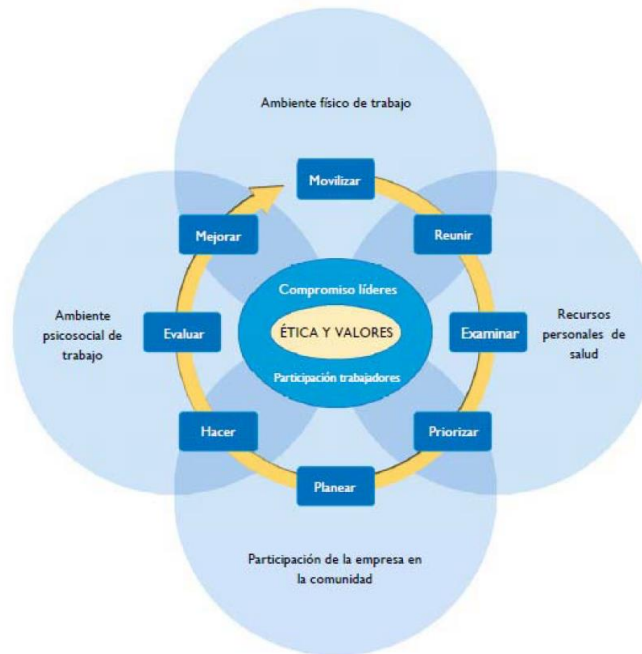 Ambiente físico de trabajo
Movilizar
Mejorar
Reunir
Compromiso líderes
Ambiente
psicosocial de
trabajo
Evaluar
ÉTICA Y VALORES
Examinar
Recursos
personales de
salud
Participación trabajadores
Hacer
Priorizar
Planear
Participación de la empresa en
la comunidad